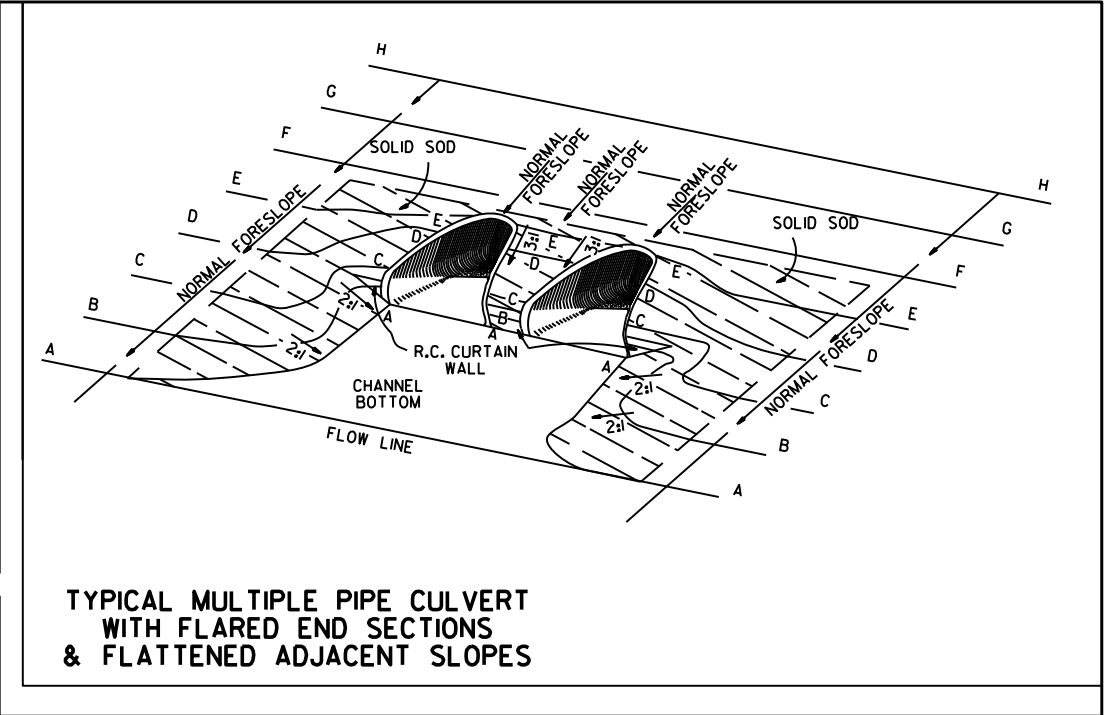 H
G
F
SOLID SOD
NORMAL
FORESLOPE
NORMAL
FORESLOPE
NORMAL
FORESLOPE
H
E
G
D
NORMAL FORESLOPE
SOLID SOD
E
D
3:1
E
3:1
C
C
D
E
F
B
2:1
C
D
E
A
A
B
A
C
NORMAL FORESLOPE
D
2:1
R.C. CURTAIN
WALL
A
2:1
C
CHANNEL
BOTTOM
2:1
B
FLOW LINE
A
TYPICAL MULTIPLE PIPE CULVERT
WITH FLARED END SECTIONS
& FLATTENED ADJACENT SLOPES